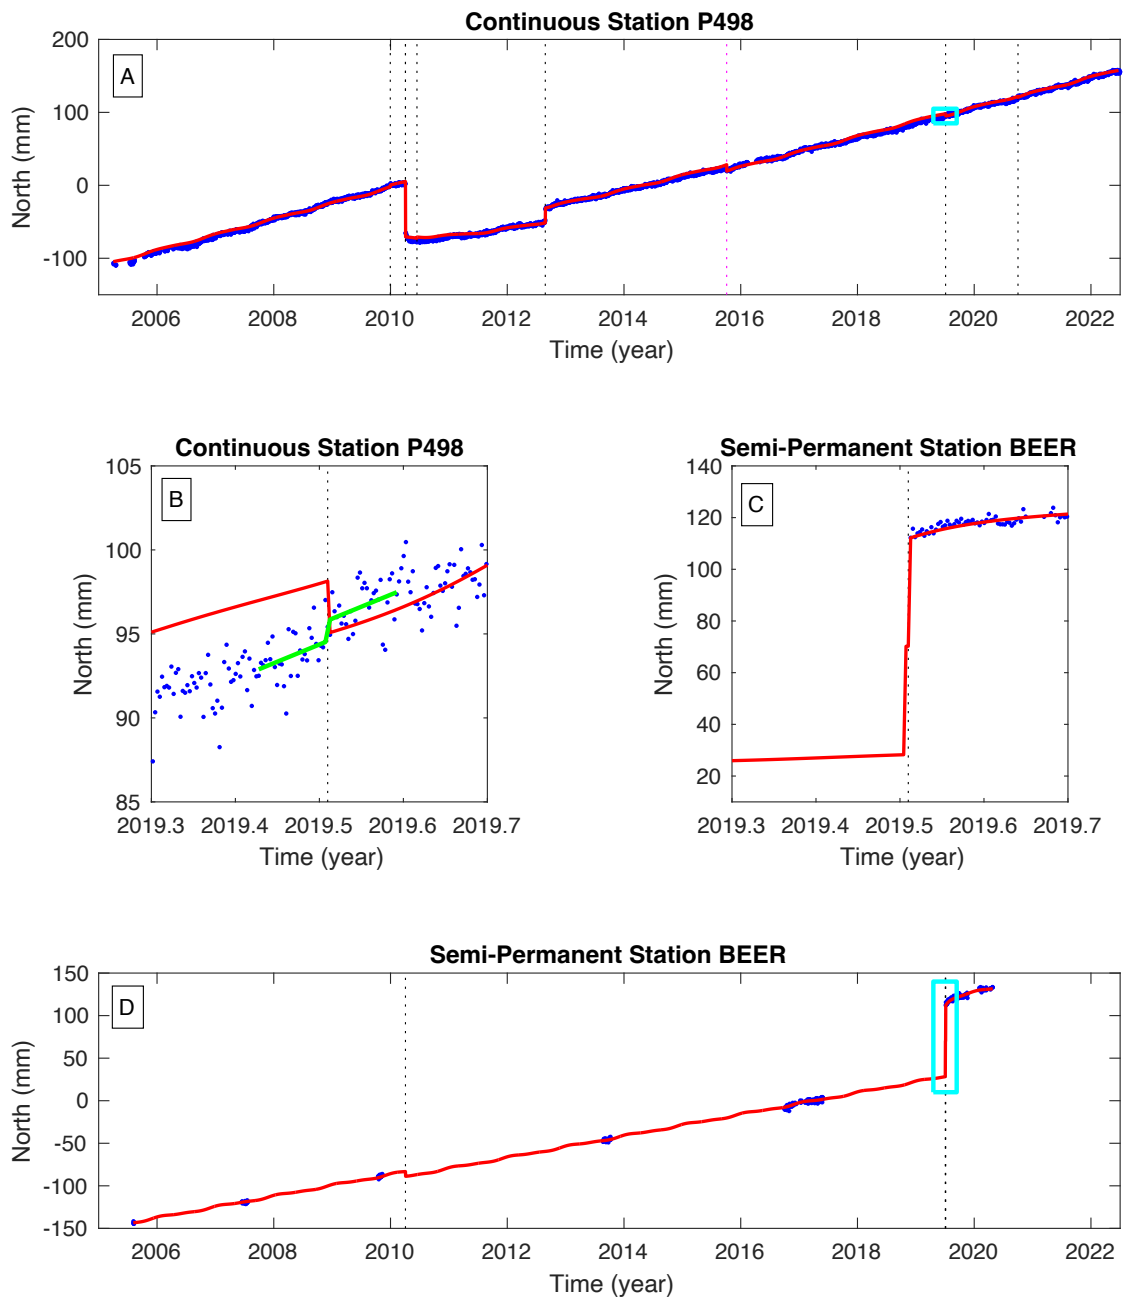 Continuous Station P498
A
200
100
0
-100
North (mm)
2006 2008 2010 2012 2014 2016 2018 2020 2022
Time (year)
Continuous Station P498
B
105
100
95
90
85
North (mm)
2019.3 2019.4 2019.5 2019.6 2019.7
Time (year)
Semi-Permanent Station BEER
C
140
120
100
80
60
40
20
North (mm)
2019.3 2019.4 2019.5 2019.6 2019.7
Time (year)
Semi-Permanent Station BEER
D
150
100
50
0
-50
-100
-150
North (mm)
2006 2008 2010 2012 2014 2016 2018 2020 2022
Time (year)